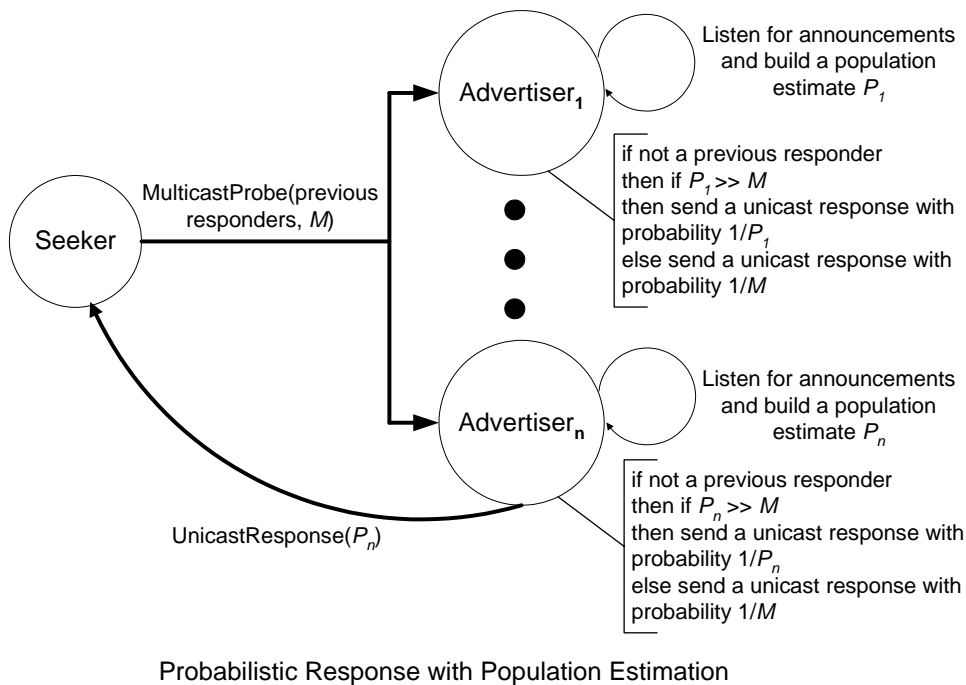 Listen for announcements
and build a population
estimate P₁
Advertiser₁
if not a previous responder
then if P₁ >> M
then send a unicast response with
probability 1/P₁
else send a unicast response with
probability 1/M
MulticastProbe(previous
responders, M)
Seeker
Listen for announcements
and build a population
estimate Pₙ
Advertiserₙ
if not a previous responder
then if Pₙ >> M
then send a unicast response with
probability 1/Pₙ
else send a unicast response with
probability 1/M
UnicastResponse(Pₙ)
Probabilistic Response with Population Estimation